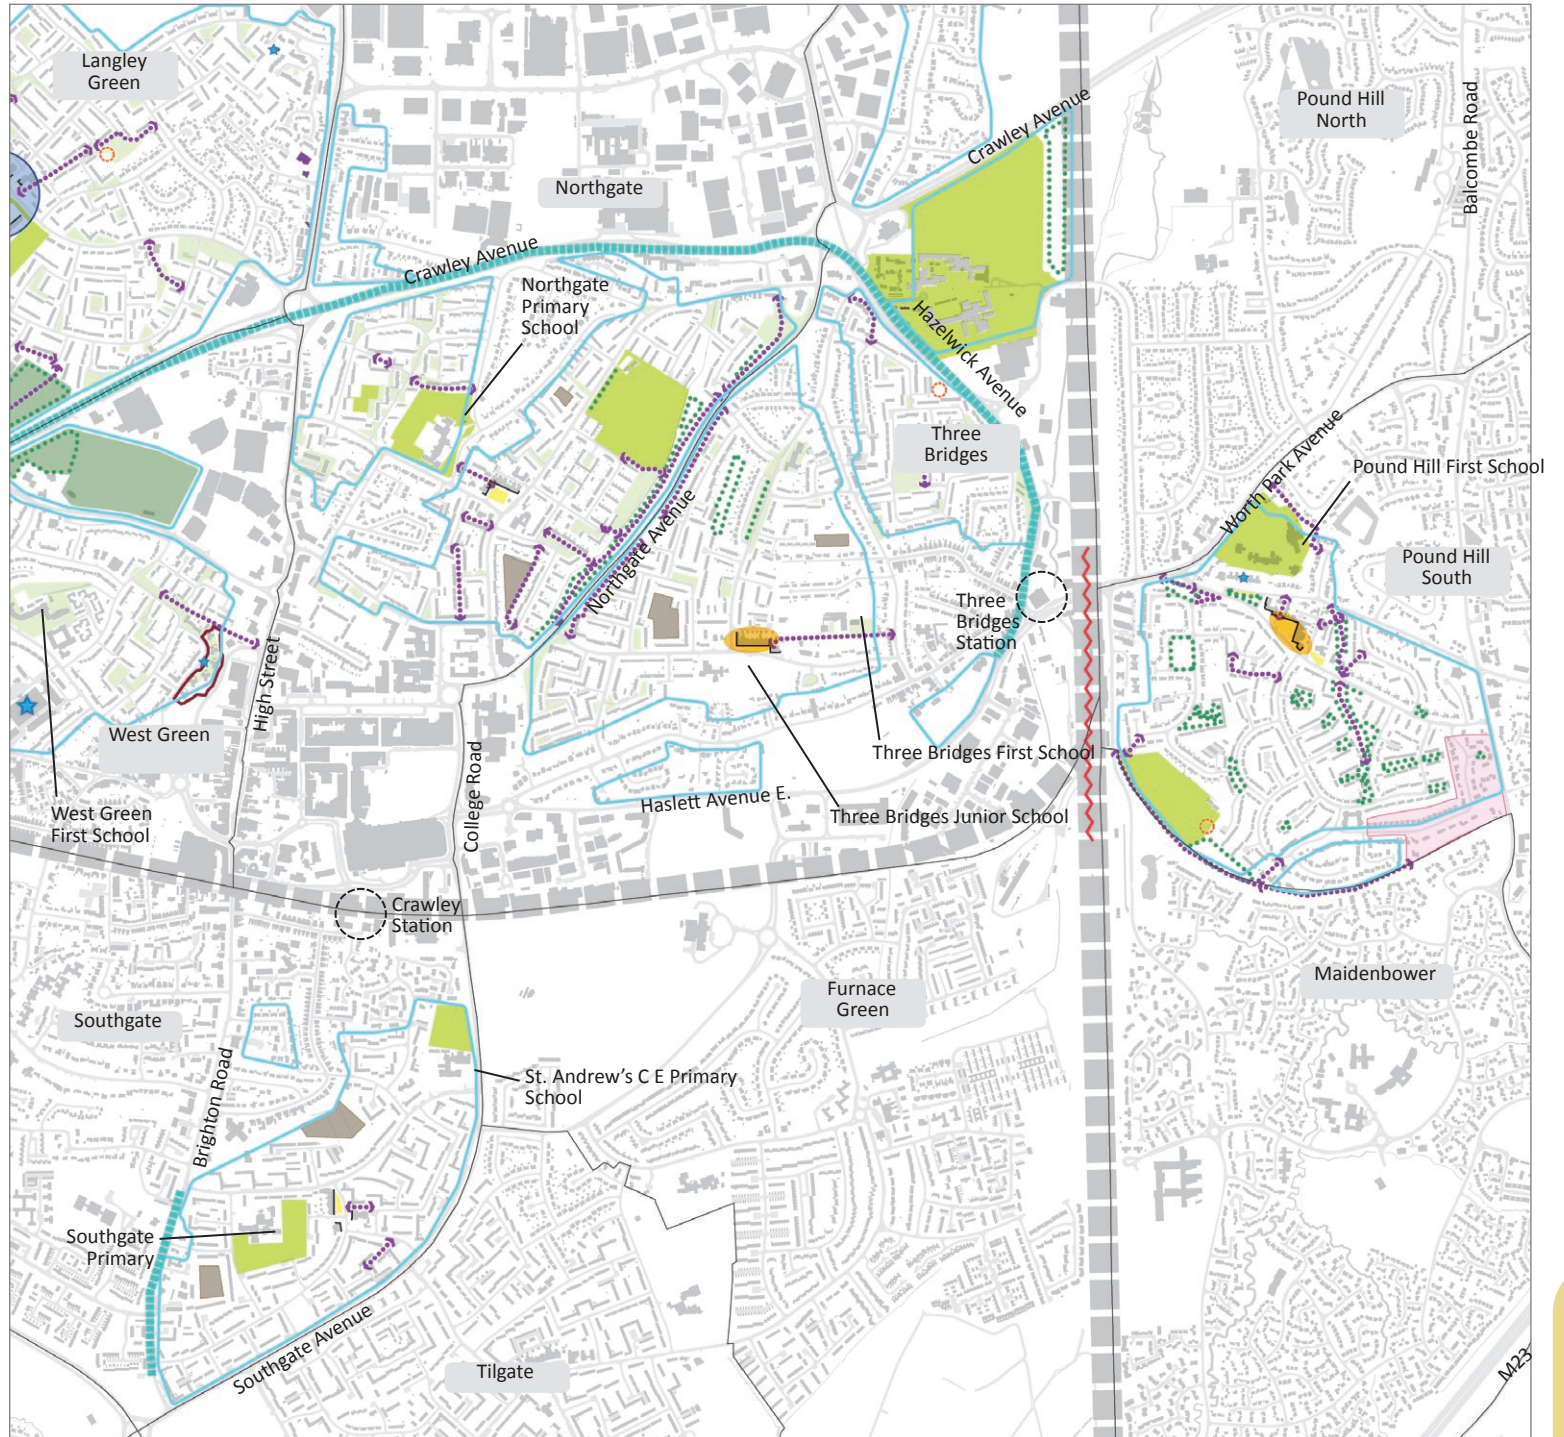 Langley
Green
Pound Hill
North
Balcombe Road
Crawley Avenue
Northgate
Crawley Avenue
Northgate
Primary
School
Hazelwick Avenue
Three
Bridges
Worth Park Avenue
Pound Hill First School
Pound Hill
South
Northgate Avenue
Three
Bridges
Station
High Street
West Green
College Road
Three Bridges First School
Haslett Avenue E.
Three Bridges Junior School
West Green
First School
Crawley
Station
Furnace
Green
Maidenbower
Southgate
Brighton Road
St. Andrew's C E Primary
School
Southgate
Primary
Southgate Avenue
Tilgate
M23